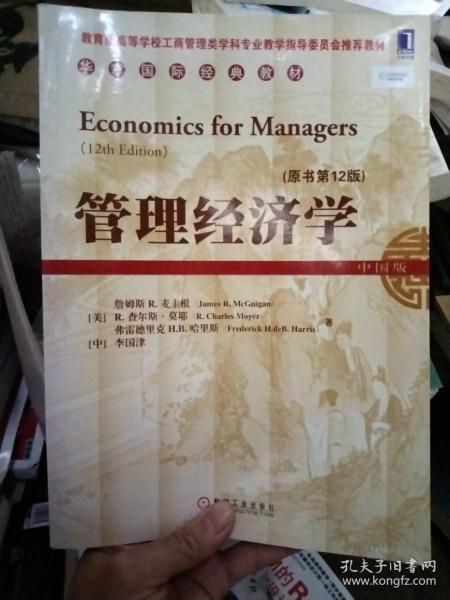 教育部高等学校工商管理类学科专业教学指导委员会推荐教材
华章国际经典教材
Economics for Managers
(12th Edition)
(原书第12版)
管理经济学
中国版
詹姆斯 R. 麦圭根 (James R. McGuigan)
[美] R. 查尔斯·莫耶 (R. Charles Moyer)
弗雷德里克 H.B. 哈里斯 (Frederick H.deB. Harris)
著
[中] 李国津
机械工业出版社
Machine Press
的R
孔夫子旧书网
www.kongfz.com